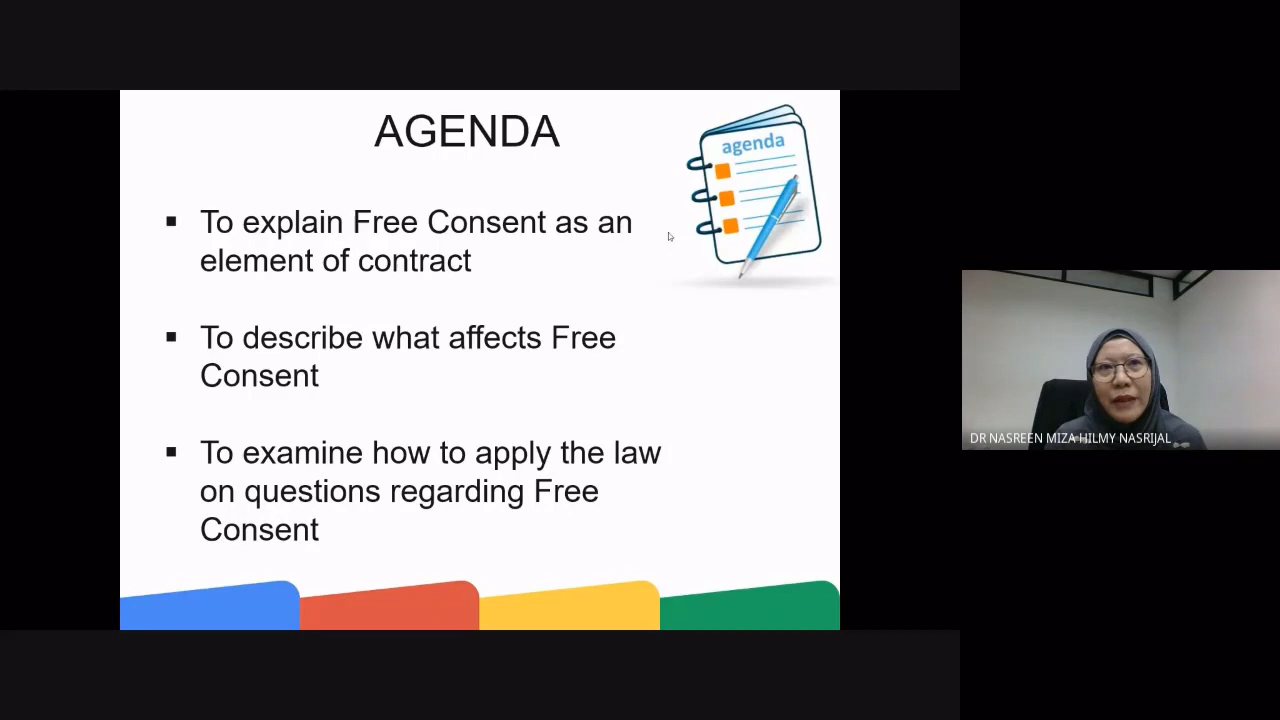 AGENDA
agenda
▪ To explain Free Consent as an
element of contract
▪ To describe what affects Free
Consent
▪ To examine how to apply the law
on questions regarding Free
Consent
DR NASREEN MIZA HILMY NASRIJAL